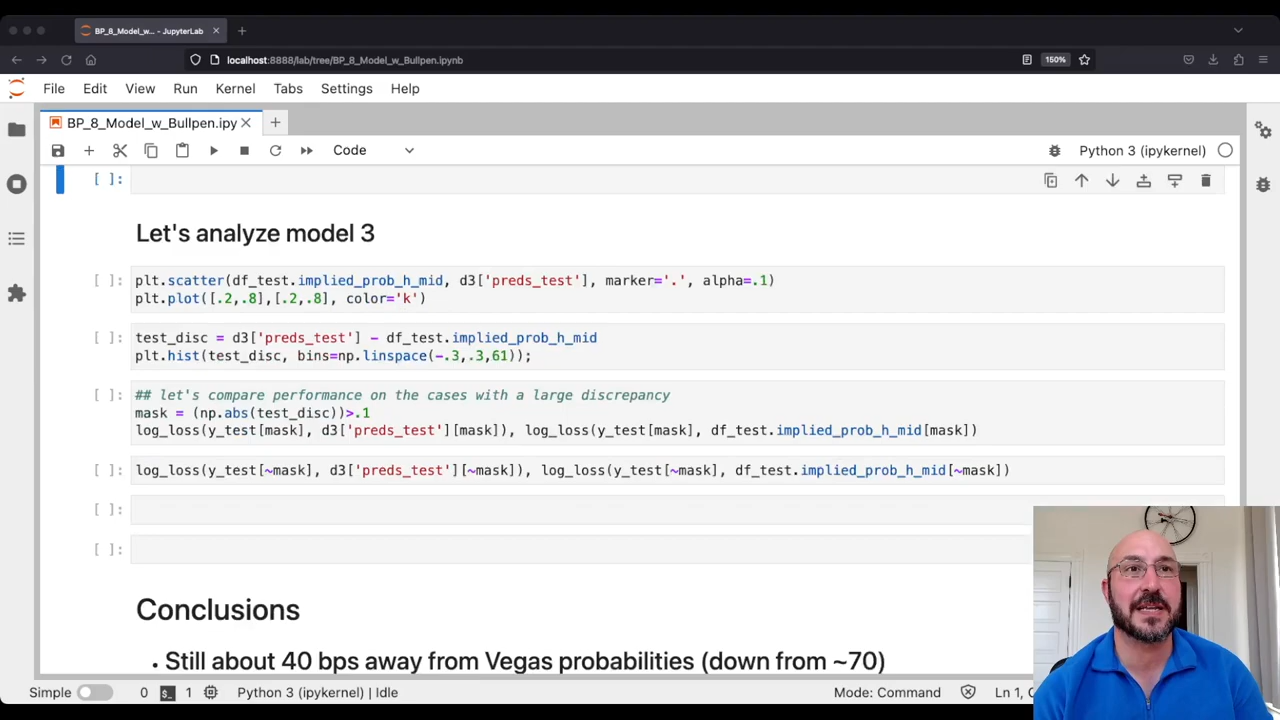 BP_8_Model_w… - JupyterLab
localhost:8888/lab/tree/BP_8_Model_w_Bullpen.ipynb
150%
File Edit View Run Kernel Tabs Settings Help
BP_8_Model_w_Bullpen.ipy
Code
Python 3 (ipykernel)
[ ]:
Let's analyze model 3
[ ]: plt.scatter(df_test.implied_prob_h_mid, d3['preds_test'], marker='.', alpha=.1)
plt.plot([.2,.8],[.2,.8], color='k')
[ ]: test_disc = d3['preds_test'] - df_test.implied_prob_h_mid
plt.hist(test_disc, bins=np.linspace(-.3,.3,61));
[ ]: ## let's compare performance on the cases with a large discrepancy
mask = (np.abs(test_disc))>.1
log_loss(y_test[mask], d3['preds_test'][mask]), log_loss(y_test[mask], df_test.implied_prob_h_mid[mask])
[ ]: log_loss(y_test[~mask], d3['preds_test'][~mask]), log_loss(y_test[~mask], df_test.implied_prob_h_mid[~mask])
[ ]:
[ ]:
Conclusions
• Still about 40 bps away from Vegas probabilities (down from ~70)
Simple 0 1 Python 3 (ipykernel) | Idle Mode: Command Ln 1,